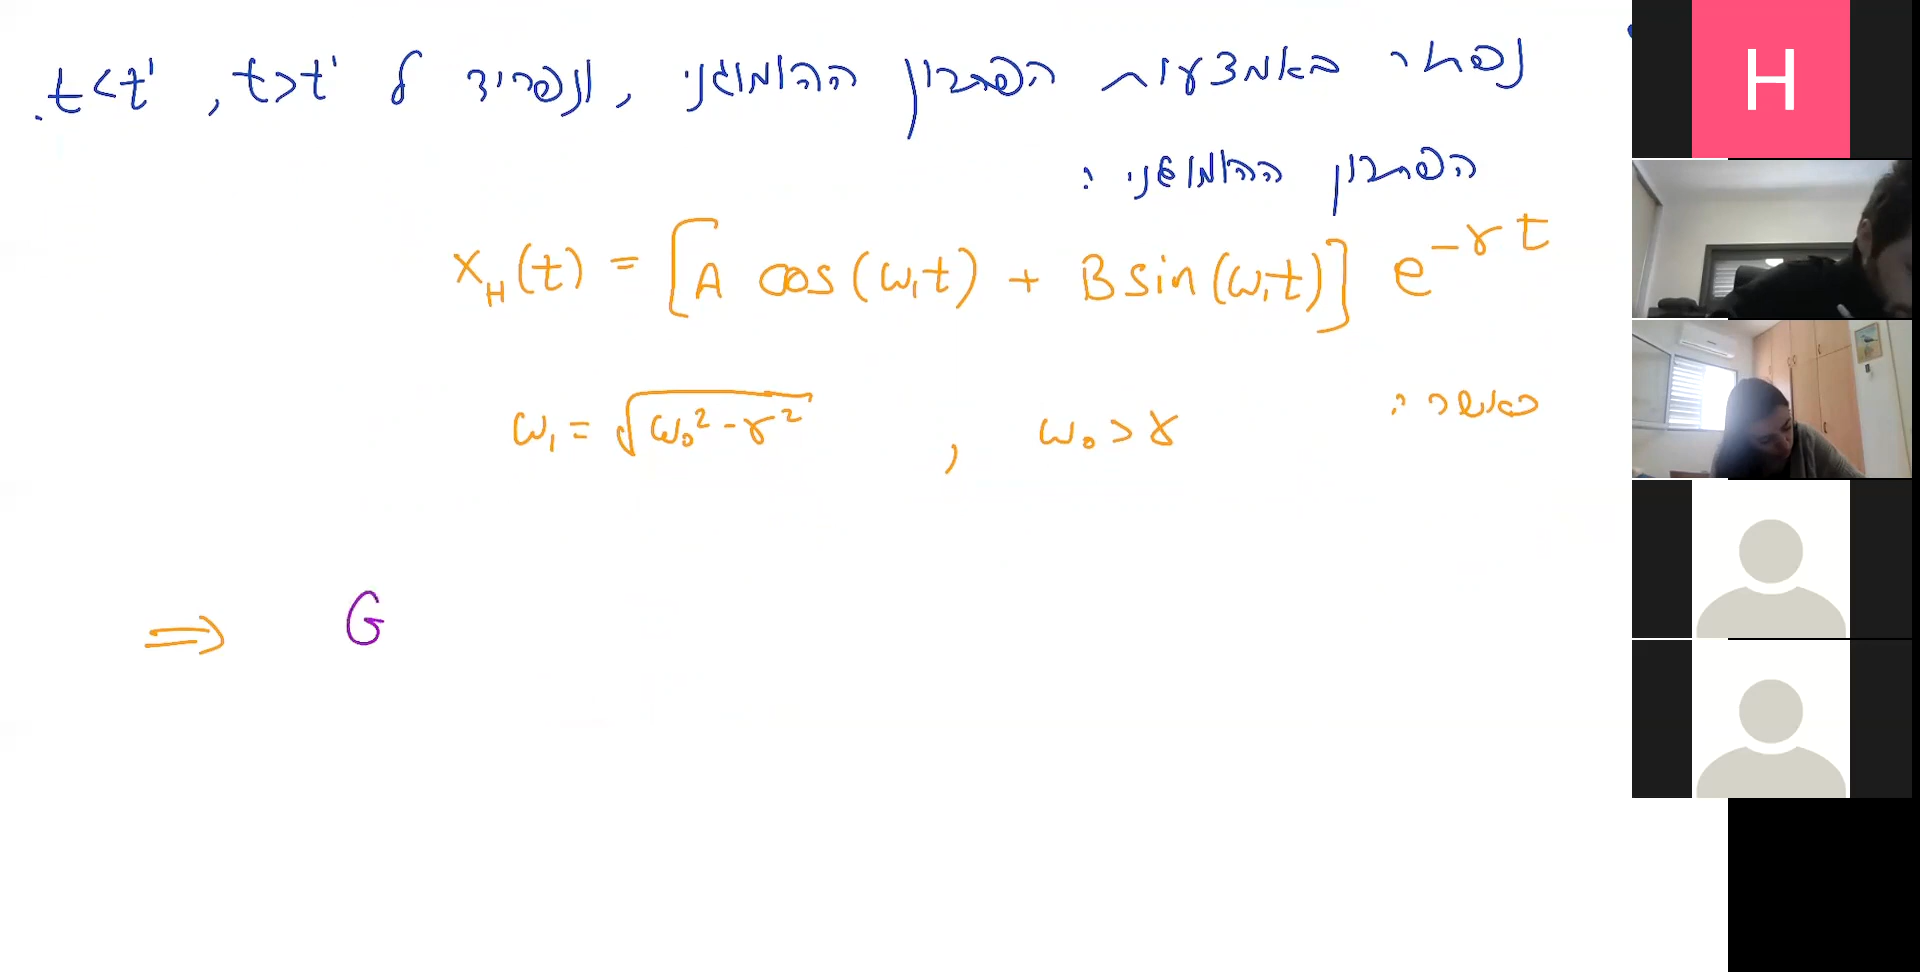 נפתור באמצעות הפתרון ההומוגני, ונפריד ל t>t' , t<t'.
הפתרון ההומוגני:
x_H(t) = [A cos(ω₁t) + B sin(ω₁t)] e^{-γt}
כאשר: ω₀ > γ , ω₁ = √(ω₀² - γ²)
⇒ G
H